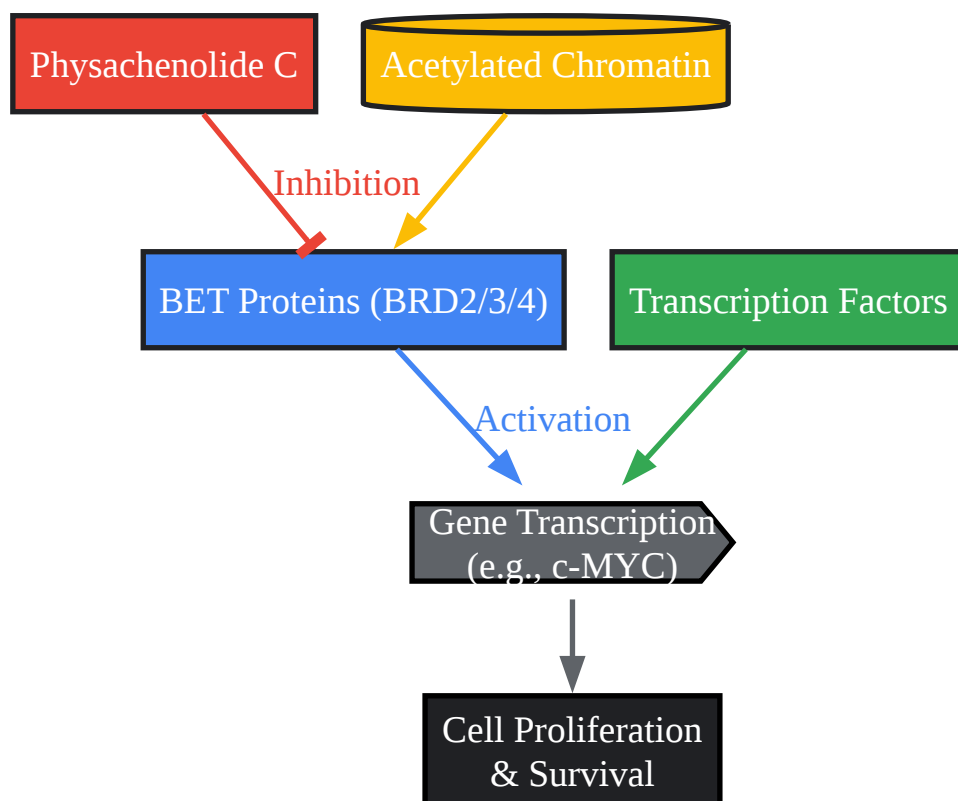 Physachenolide C
Acetylated Chromatin
Inhibition
BET Proteins (BRD2/3/4)
Transcription Factors
Activation
Gene Transcription
(e.g., c-MYC)
Cell Proliferation
& Survival